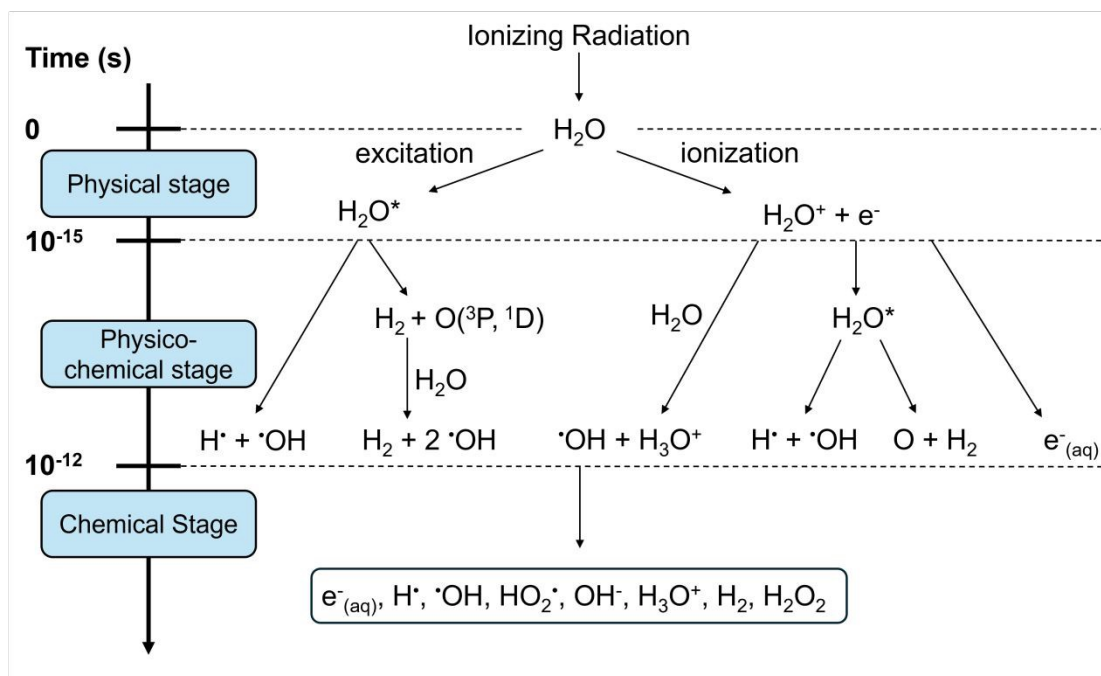 Ionizing Radiation
Time (s)
0
H₂O
excitation
ionization
Physical stage
H₂O*
H₂O⁺ + e⁻
10⁻¹⁵
H₂ + O(³P, ¹D)
H₂O
H₂O*
Physico-
chemical stage
H₂O
H• + •OH
H₂ + 2 •OH
•OH + H₃O⁺
H• + •OH
O + H₂
e⁻(aq)
10⁻¹²
Chemical Stage
e⁻(aq), H•, •OH, HO₂•, OH⁻, H₃O⁺, H₂, H₂O₂